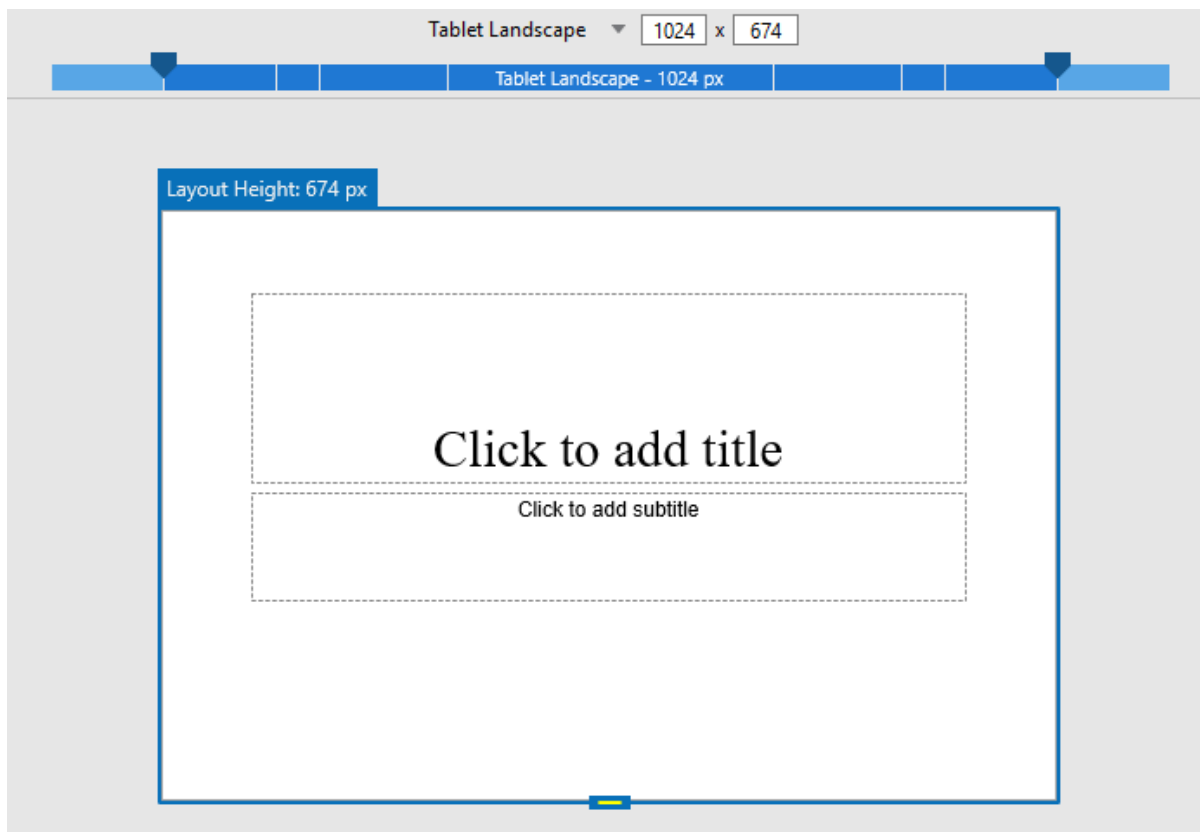 Tablet Landscape 1024 x 674
Tablet Landscape - 1024 px
Layout Height: 674 px
Click to add title
Click to add subtitle